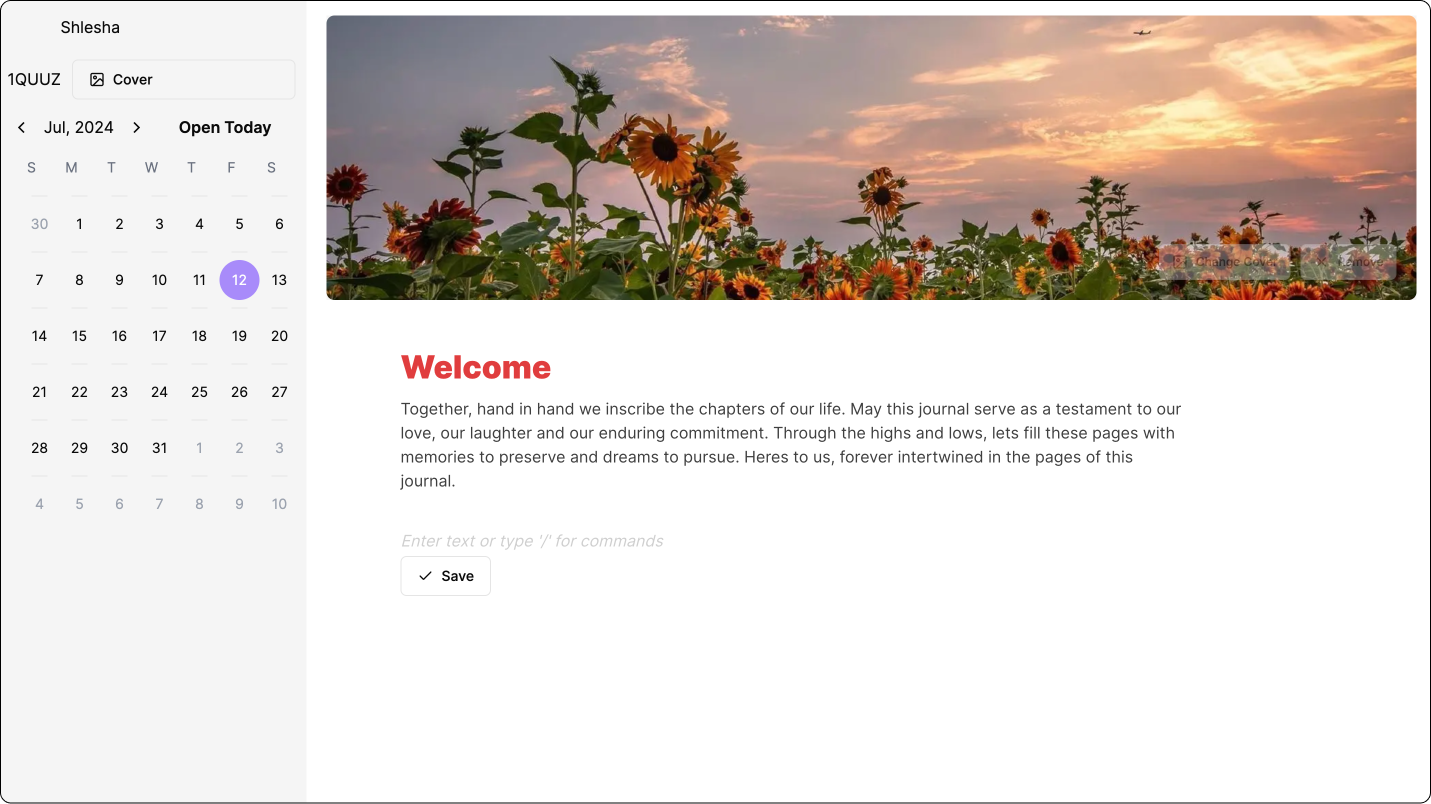 Shlesha
1QUUZ Cover
Jul, 2024 Open Today
S M T W T F S
30 1 2 3 4 5 6
7 8 9 10 11 12 13
14 15 16 17 18 19 20
21 22 23 24 25 26 27
28 29 30 31 1 2 3
4 5 6 7 8 9 10
Change Cover Remove
Welcome
Together, hand in hand we inscribe the chapters of our life. May this journal serve as a testament to our
love, our laughter and our enduring commitment. Through the highs and lows, lets fill these pages with
memories to preserve and dreams to pursue. Heres to us, forever intertwined in the pages of this
journal.
Enter text or type '/' for commands
Save